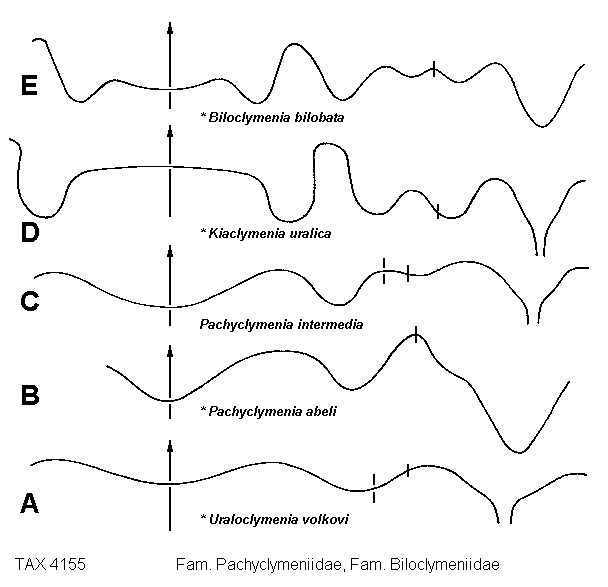 E
* Biloclymenia bilobata
D
* Kiaclymenia uralica
C
Pachyclymenia intermedia
B
* Pachyclymenia abeli
A
* Uraloclymenia volkovi
TAX 4155 Fam. Pachyclymeniidae, Fam. Biloclymeniidae